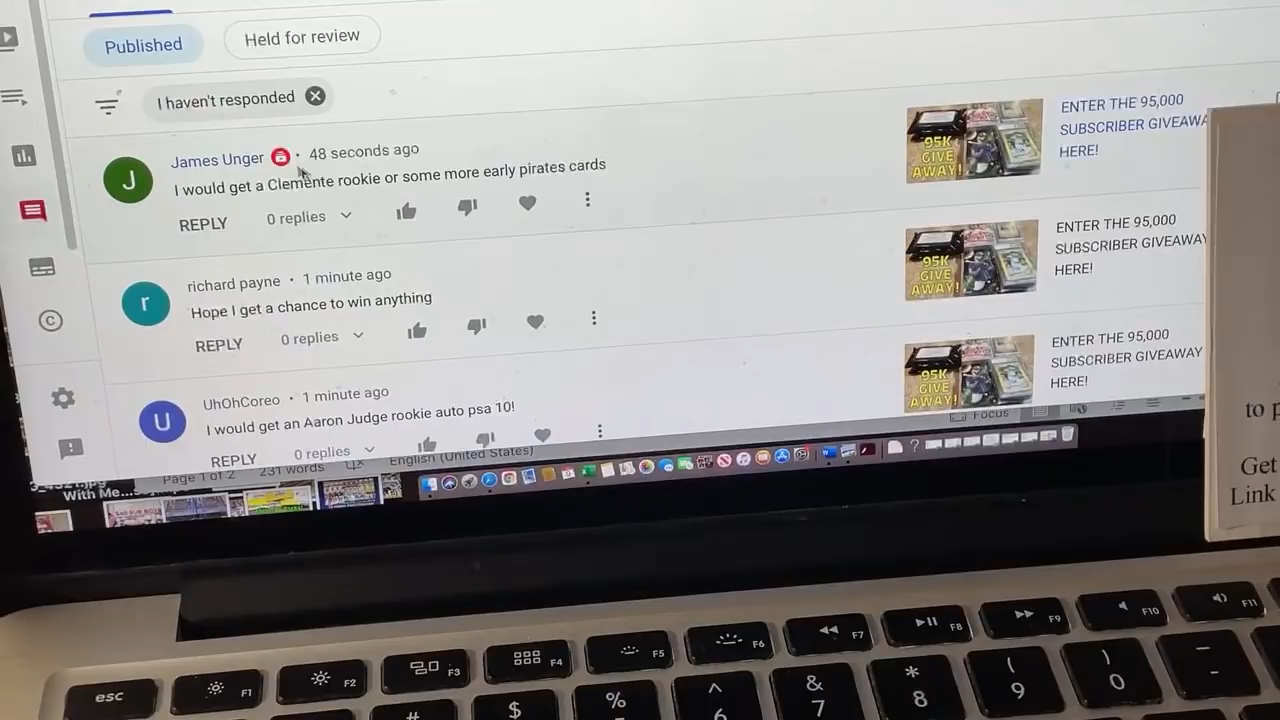 Published
Held for review
I haven't responded
J
James Unger • 48 seconds ago
I would get a Clemente rookie or some more early pirates cards
REPLY 0 replies
95K
GIVE
AWAY!
ENTER THE 95,000
SUBSCRIBER GIVEAWA
HERE!
r
richard payne • 1 minute ago
Hope I get a chance to win anything
REPLY 0 replies
95K
GIVE
AWAY!
ENTER THE 95,000
SUBSCRIBER GIVEAWAY
HERE!
U
UhOhCoreo • 1 minute ago
I would get an Aaron Judge rookie auto psa 10!
REPLY 0 replies
95K
GIVE
AWAY!
ENTER THE 95,000
SUBSCRIBER GIVEAWAY
HERE!
Focus
Page 1 of 2 231 words English (United States)
With Me...
to p
Get
Link
esc F1 F2 F3 F4 F5 F6 F7 F8 F9 F10 F11
# $ % ^ & * ( ) — -
6 7 8 9 0